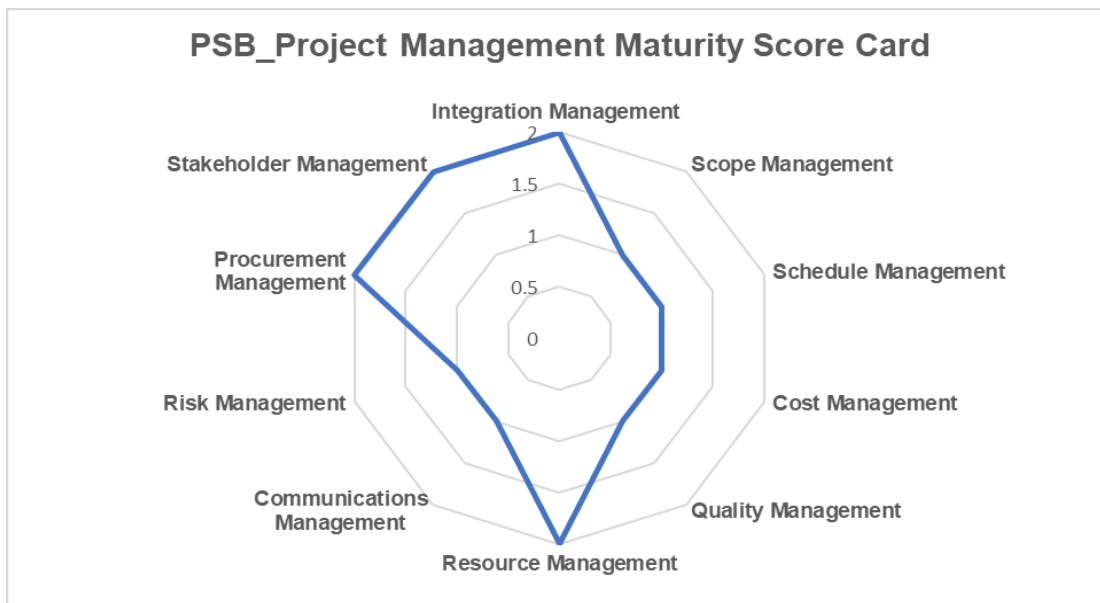 PSB_Project Management Maturity Score Card
Integration Management
2
Stakeholder Management
Scope Management
1.5
1
Procurement
Management
Schedule Management
0.5
0
Risk Management
Cost Management
Communications
Management
Quality Management
Resource Management